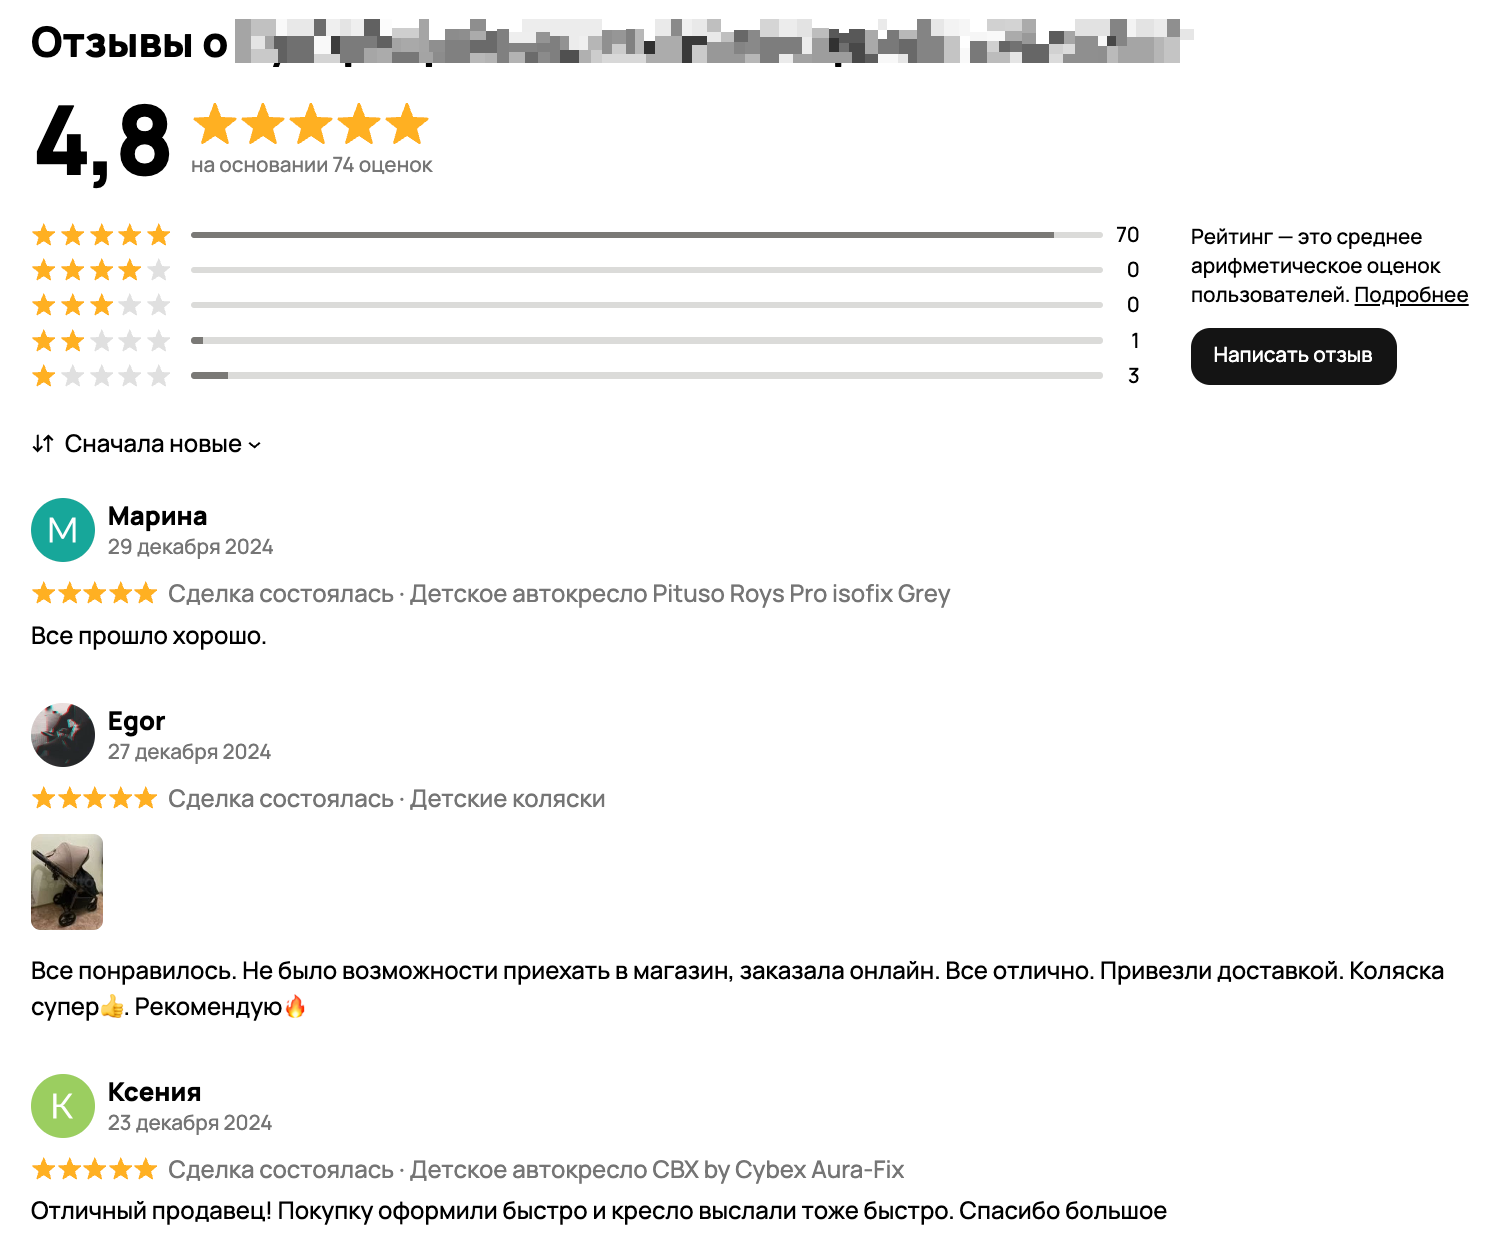 Отзывы о
4,8
на основании 74 оценок
70
0
0
1
3
Рейтинг — это среднее
арифметическое оценок
пользователей. Подробнее
Написать отзыв
Сначала новые
М
Марина
29 декабря 2024
Сделка состоялась · Детское автокресло Pituso Roys Pro isofix Grey
Все прошло хорошо.
Egor
27 декабря 2024
Сделка состоялась · Детские коляски
Все понравилось. Не было возможности приехать в магазин, заказала онлайн. Все отлично. Привезли доставкой. Коляска
супер👍. Рекомендую🔥
К
Ксения
23 декабря 2024
Сделка состоялась · Детское автокресло CBX by Cybex Aura-Fix
Отличный продавец! Покупку оформили быстро и кресло выслали тоже быстро. Спасибо большое